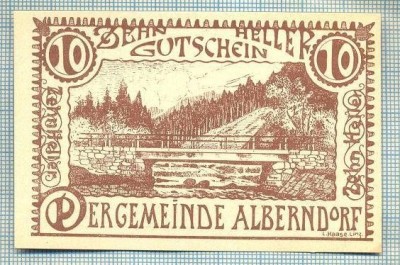 10 ZEHN HELLER 10
GUTSCHEIN
Zehn Heller
Zehn Heller
DER GEMEINDE ALBERNDORF